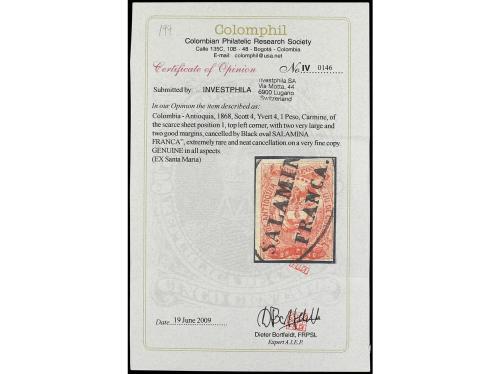 199
Colomphil
Colombian Philatelic Research Society
Calle 135C, 10B - 48 - Bogotá - Colombia
E-mail colomphil@usa.net
Certificate of Opinion
No IV 0146
Submitted by: INVESTPHILA
Investphila SA
Via Motta, 44
6900 Lugano
Switzerland
In our Opinion the item described as:
Colombia - Antioquia, 1868, Scott 4, Yvert 4, 1 Peso, Carmine, of
the scarce sheet position 1, top left corner, with two very large and
two good margins, cancelled by Black oval SALAMINA
FRANCA”, extremely rare and neat cancellation on a very fine copy.
GENUINE in all aspects.
(EX Santa Maria)
ANTIOQUIA
SALAMIN
FRANCA.
Date 19 June 2009
Dieter Bortfeldt, FRPSL
Expert A.I.E.P.